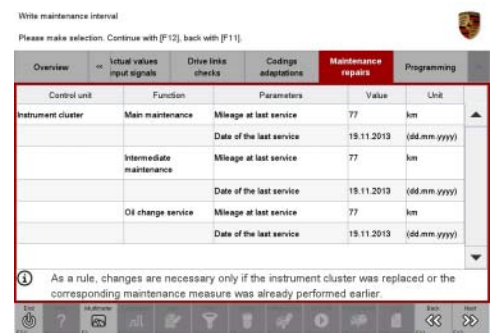 Write maintenance interval
Please make selection. Continue with [F12], back with [F11].
Overview « Actual values input signals Drive links checks Codings adaptations Maintenance repairs Programming
Control unit Function Parameters Value Unit
Instrument cluster Main maintenance Mileage at last service 77 km
Date of the last service 19.11.2013 (dd.mm.yyyy)
Intermediate maintenance Mileage at last service 77 km
Date of the last service 19.11.2013 (dd.mm.yyyy)
Oil change service Mileage at last service 77 km
Date of the last service 19.11.2013 (dd.mm.yyyy)
As a rule, changes are necessary only if the instrument cluster was replaced or the
corresponding maintenance measure was already performed earlier.
End Multimeter Back Next